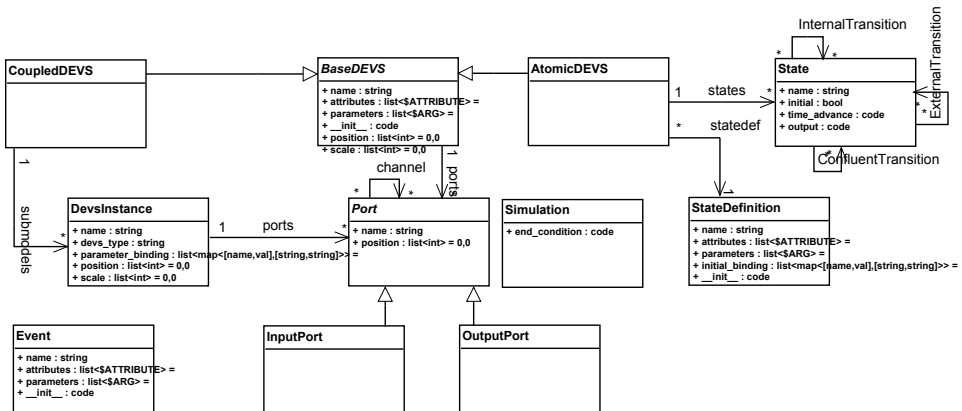 InternalTransition
* *
CoupledDEVS
BaseDEVS
+ name : string
+ attributes : list<$ATTRIBUTE> =
+ parameters : list<$ARG> =
+ __init__ : code
+ position : list<int> = 0,0
+ scale : list<int> = 0,0
AtomicDEVS
1 states *
* statedef 1
State
+ name : string
+ initial : bool
+ time_advance : code
+ output : code
ExternalTransition
* *
ConfluentTransition
* *
1 submodels *
1 ports *
channel
* *
DevsInstance
+ name : string
+ devs_type : string
+ parameter_binding : list<map<[name,val],[string,string]>> =
+ position : list<int> = 0,0
+ scale : list<int> = 0,0
1 ports *
Port
+ name : string
+ position : list<int> = 0,0
Simulation
+ end_condition : code
StateDefinition
+ name : string
+ attributes : list<$ATTRIBUTE> =
+ parameters : list<$ARG> =
+ initial_binding : list<map<[name,val],[string,string]>> =
+ __init__ : code
Event
+ name : string
+ attributes : list<$ATTRIBUTE> =
+ parameters : list<$ARG> =
+ __init__ : code
InputPort
OutputPort